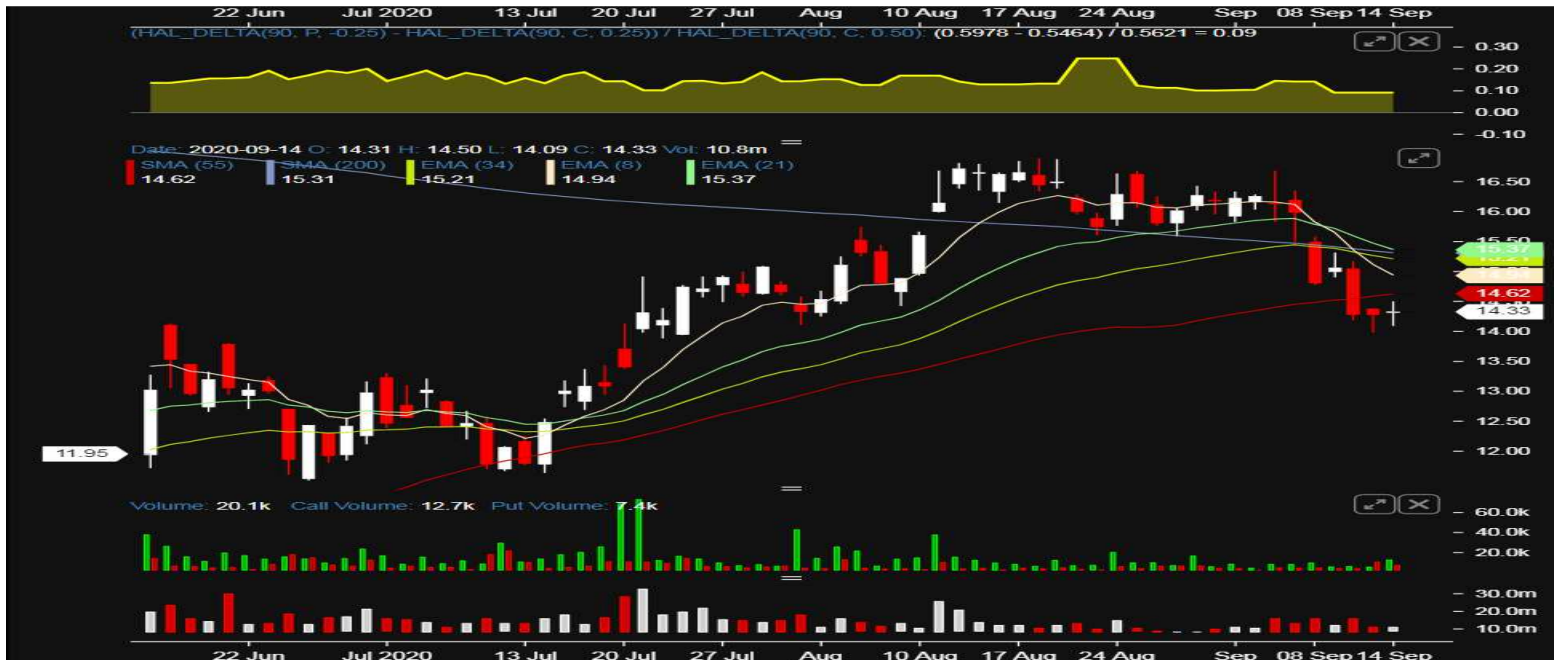 22 Jun Jul 2020 13 Jul 20 Jul 27 Jul Aug 10 Aug 17 Aug 24 Aug Sep 08 Sep 14 Sep
(HAL_DELTA(90, P, -0.25) - HAL_DELTA(90, C, 0.25)) / HAL_DELTA(90, C, 0.50): (0.5978 - 0.5464) / 0.5621 = 0.09
0.30
0.20
0.10
0.00
-0.10
Date: 2020-09-14 O: 14.31 H: 14.50 L: 14.09 C: 14.33 Vol: 10.8m
SMA (55) SMA (200) EMA (34) EMA (8) EMA (21)
14.62 15.31 15.21 14.94 15.37
16.50
16.00
15.50
15.37
14.94
14.62
14.33
14.00
13.50
13.00
12.50
12.00
11.95
Volume: 20.1k Call Volume: 12.7k Put Volume: 7.4k
60.0k
40.0k
20.0k
30.0m
20.0m
10.0m
22 Jun Jul 2020 13 Jul 20 Jul 27 Jul Aug 10 Aug 17 Aug 24 Aug Sep 08 Sep 14 Sep